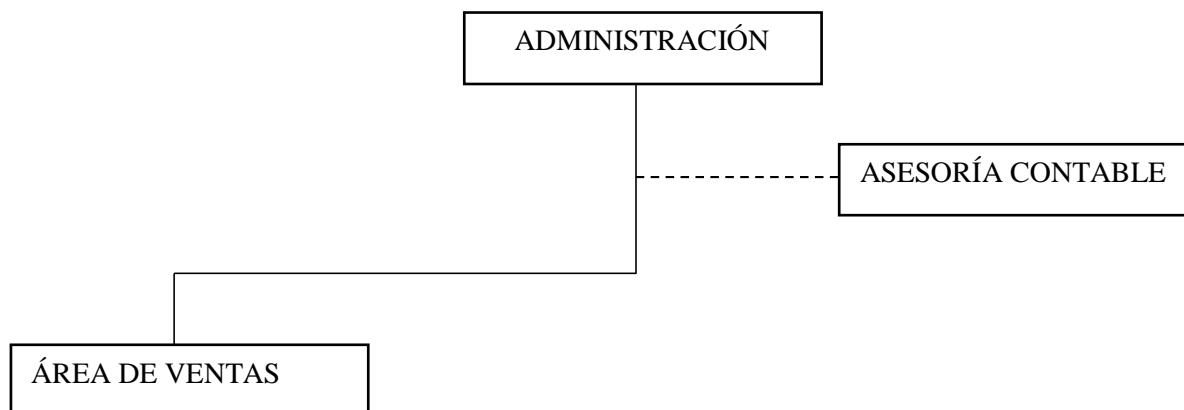 ADMINISTRACIÓN
ASESORÍA CONTABLE
ÁREA DE VENTAS